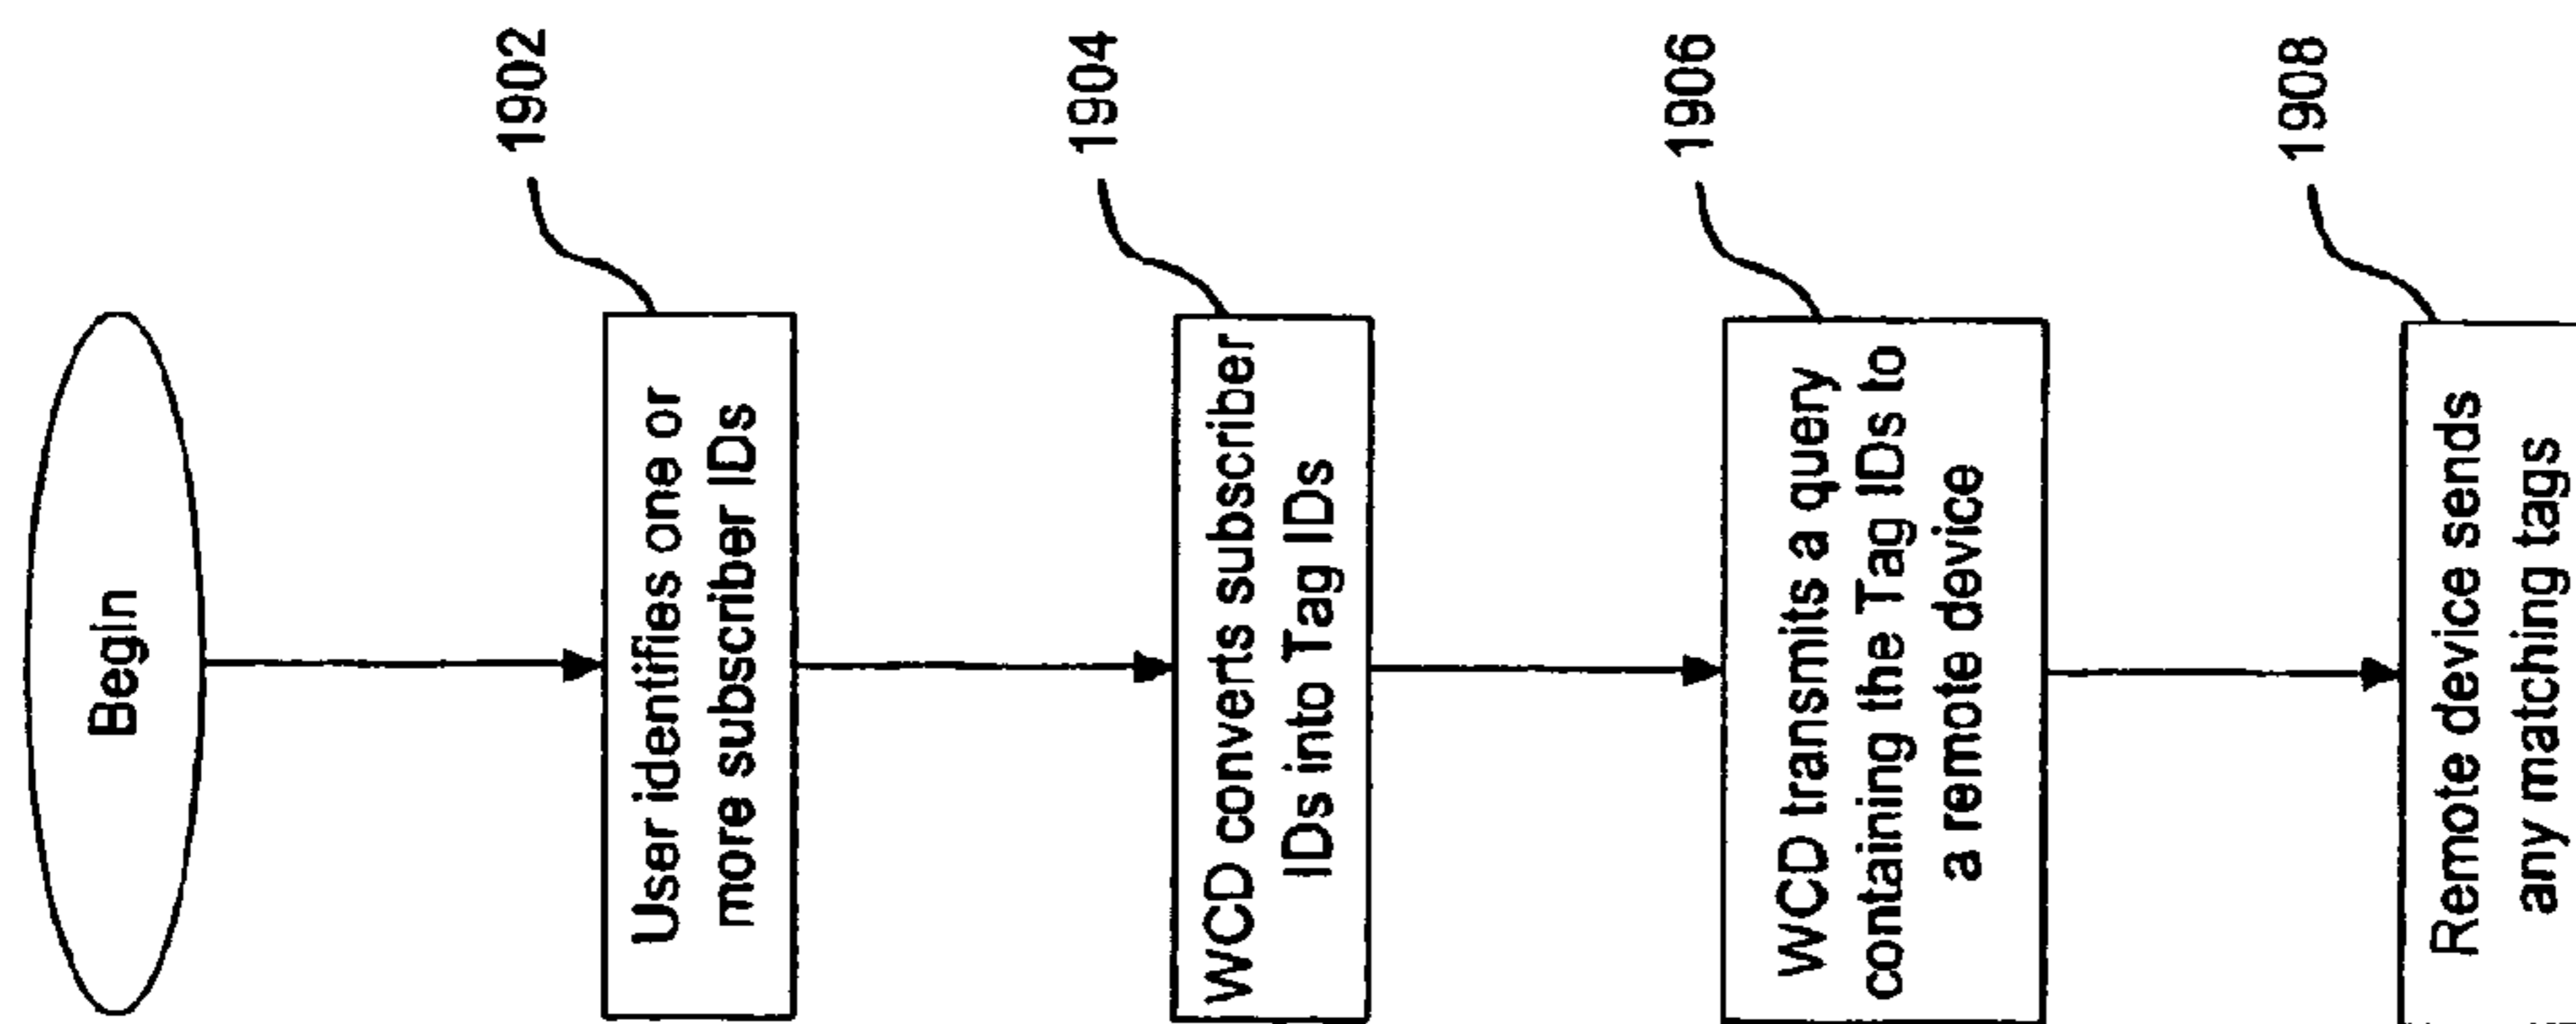 Begin
1902
User identifies one or
more subscriber IDs
1904
WCD converts subscriber
IDs into Tag IDs
1906
WCD transmits a query
containing the Tag IDs to
a remote device
1908
Remote device sends
any matching tags